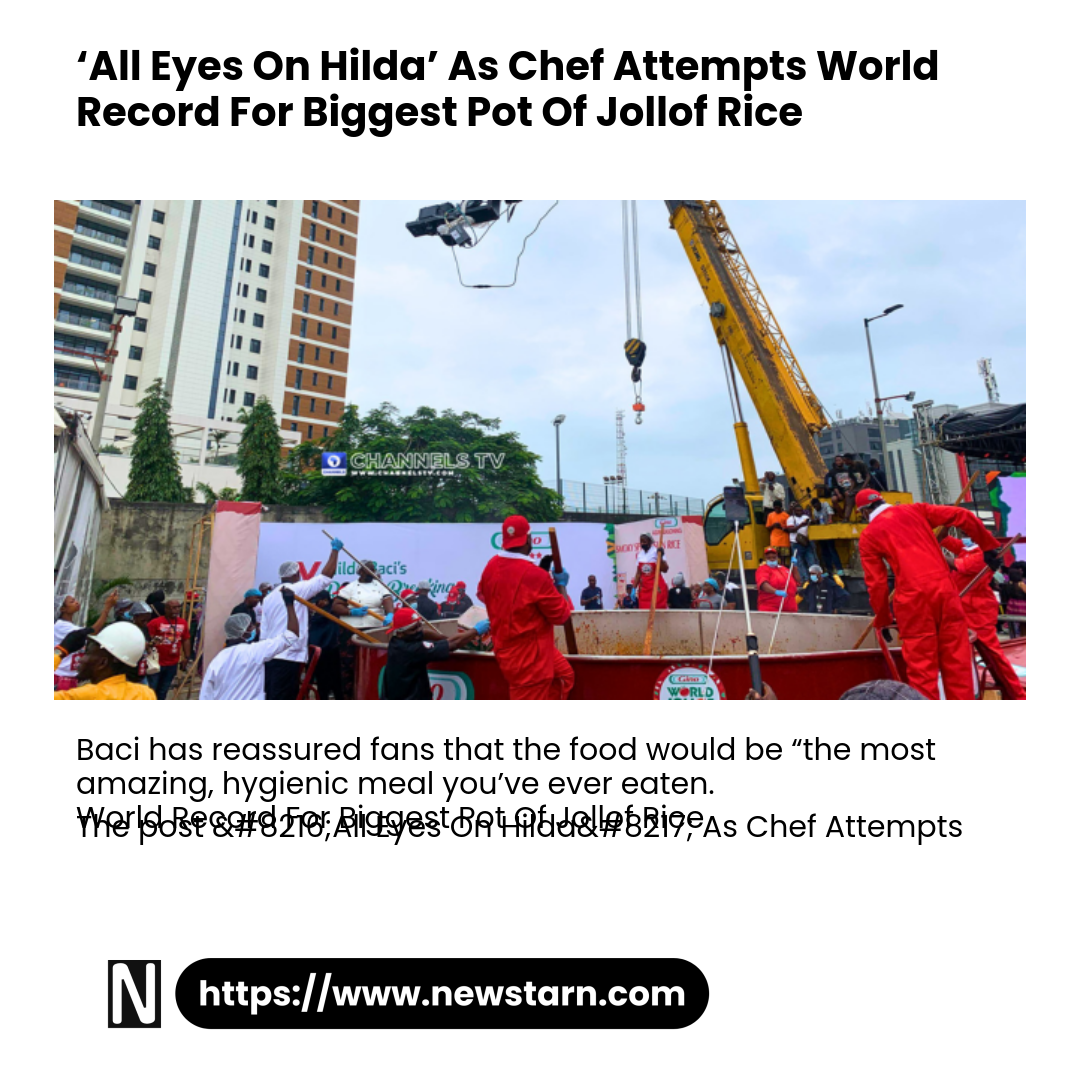 ‘All Eyes On Hilda’ As Chef Attempts World
Record For Biggest Pot Of Jollof Rice
CHANNELS TV
WWW.CHANNELSTV.COM
Gino
Hilda Baci's
RICE
Gino
WORLD
Baci has reassured fans that the food would be “the most
amazing, hygienic meal you’ve ever eaten.
World Record For Biggest Pot Of Jollof Rice
The post &#8216;All Eyes On Hilda&#8217; As Chef Attempts
N
https://www.newstarn.com